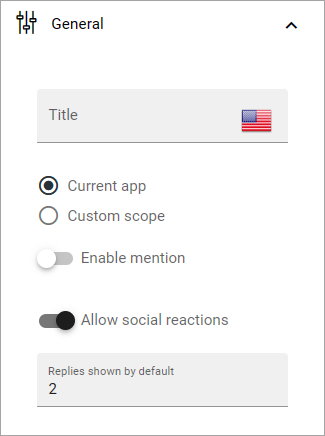 General
Title
Current app
Custom scope
Enable mention
Allow social reactions
Replies shown by default
2